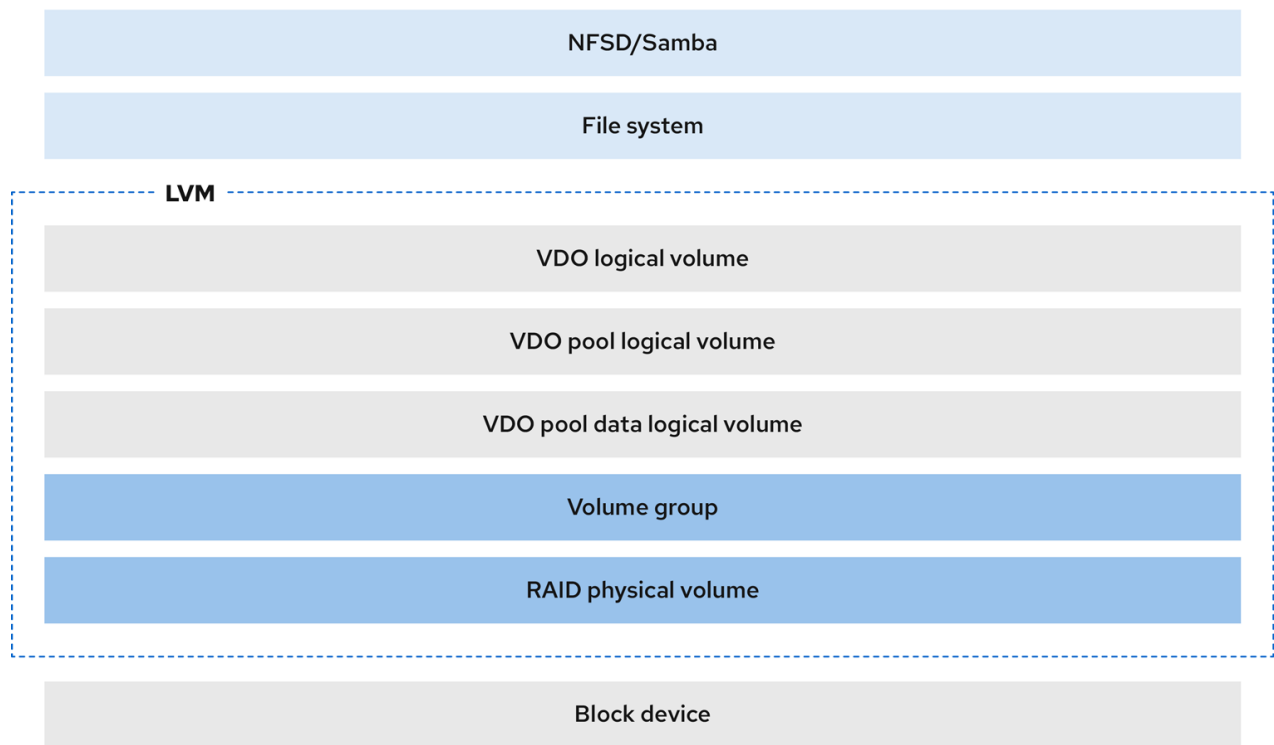 NFSD/Samba
File system
LVM
VDO logical volume
VDO pool logical volume
VDO pool data logical volume
Volume group
RAID physical volume
Block device